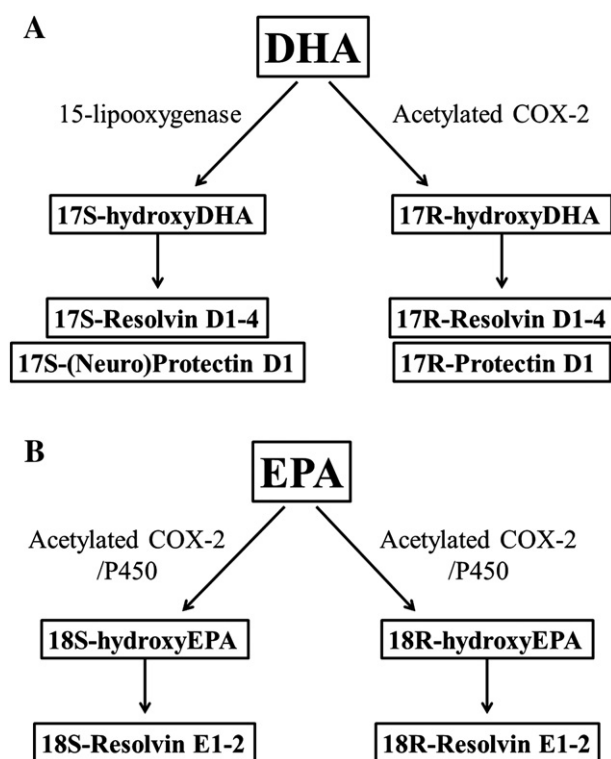 A
DHA
15-lipooxygenase Acetylated COX-2
17S-hydroxyDHA 17R-hydroxyDHA
17S-Resolvin D1-4 17R-Resolvin D1-4
17S-(Neuro)Protectin D1 17R-Protectin D1
B
EPA
Acetylated COX-2 Acetylated COX-2
/P450 /P450
18S-hydroxyEPA 18R-hydroxyEPA
18S-Resolvin E1-2 18R-Resolvin E1-2